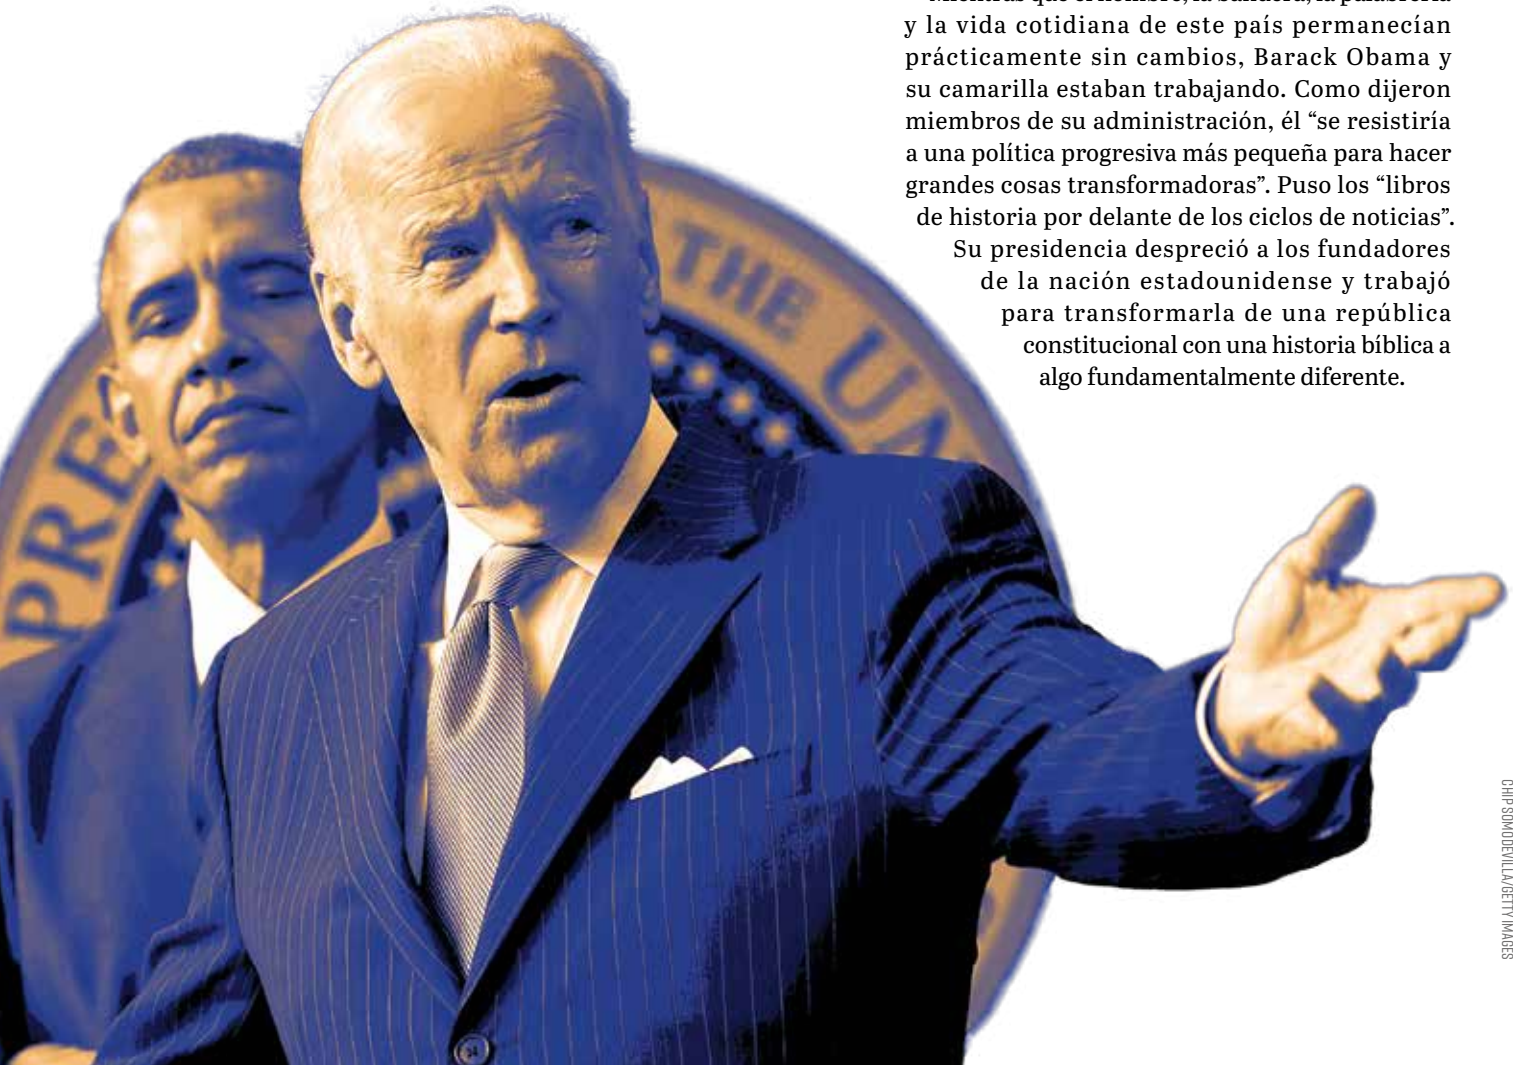 y la vida cotidiana de este país permanecían
prácticamente sin cambios, Barack Obama y
su camarilla estaban trabajando. Como dijeron
miembros de su administración, él “se resistiría
a una política progresiva más pequeña para hacer
grandes cosas transformadoras”. Puso los “libros
de historia por delante de los ciclos de noticias”.
Su presidencia despreció a los fundadores
de la nación estadounidense y trabajó
para transformarla de una república
constitucional con una historia bíblica a
algo fundamentalmente diferente.
PRE
THE UN
CHIP SOMODEVILLA/GETTY IMAGES